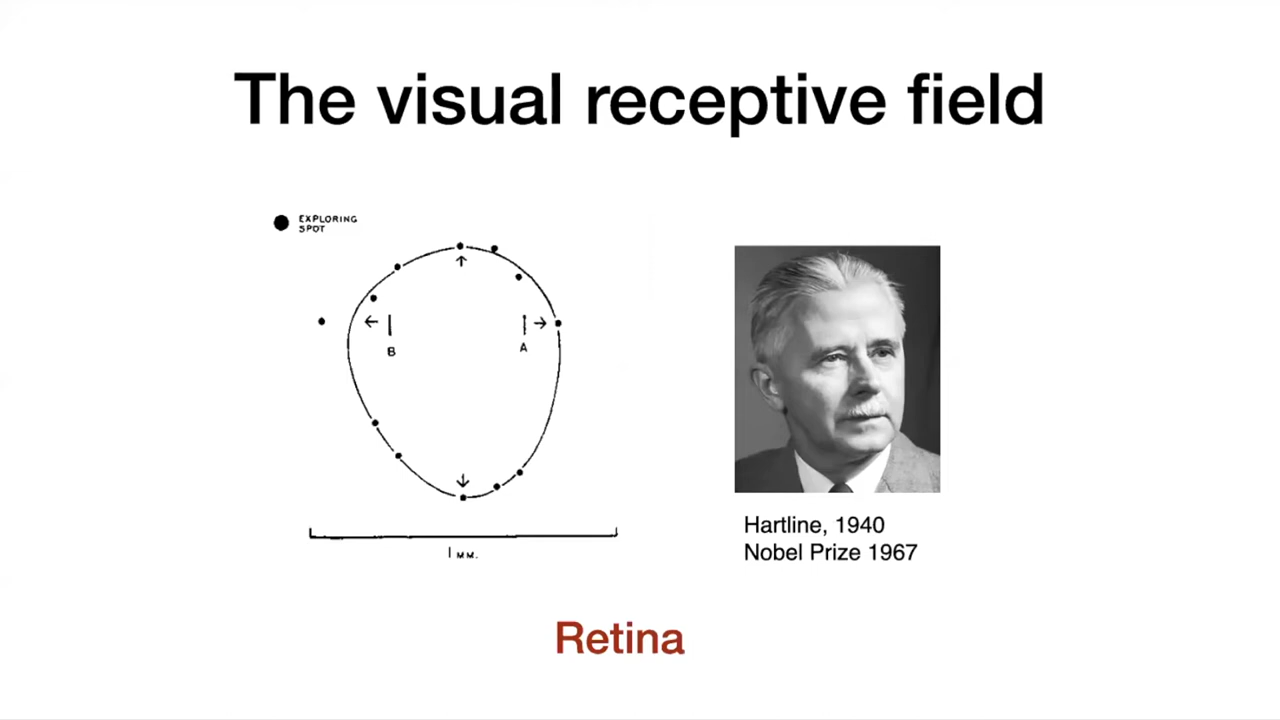 The visual receptive field
EXPLORING
SPOT
B
A
1 MM.
Hartline, 1940
Nobel Prize 1967
Retina